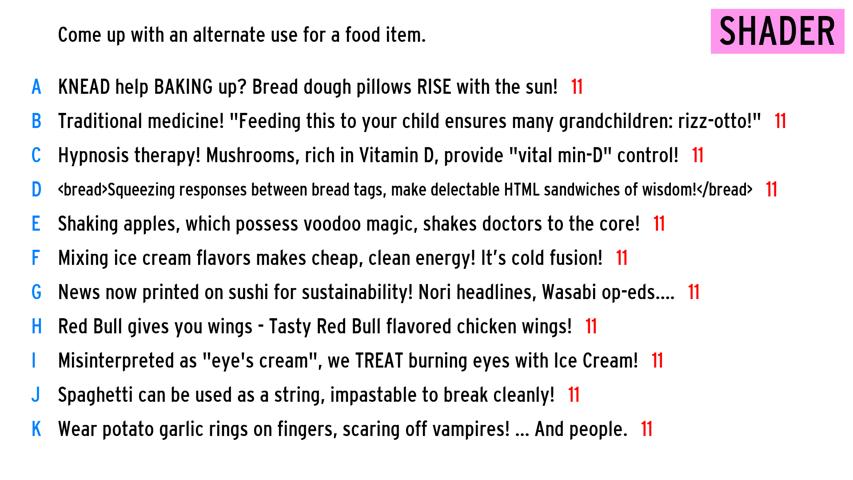 Come up with an alternate use for a food item.
SHADER
A KNEAD help BAKING up? Bread dough pillows RISE with the sun! 11
B Traditional medicine! "Feeding this to your child ensures many grandchildren: rizz-otto!" 11
C Hypnosis therapy! Mushrooms, rich in Vitamin D, provide "vital min-D" control! 11
D <bread>Squeezing responses between bread tags, make delectable HTML sandwiches of wisdom!</bread> 11
E Shaking apples, which possess voodoo magic, shakes doctors to the core! 11
F Mixing ice cream flavors makes cheap, clean energy! It’s cold fusion! 11
G News now printed on sushi for sustainability! Nori headlines, Wasabi op-eds.... 11
H Red Bull gives you wings - Tasty Red Bull flavored chicken wings! 11
I Misinterpreted as "eye's cream", we TREAT burning eyes with Ice Cream! 11
J Spaghetti can be used as a string, impastable to break cleanly! 11
K Wear potato garlic rings on fingers, scaring off vampires! ... And people. 11